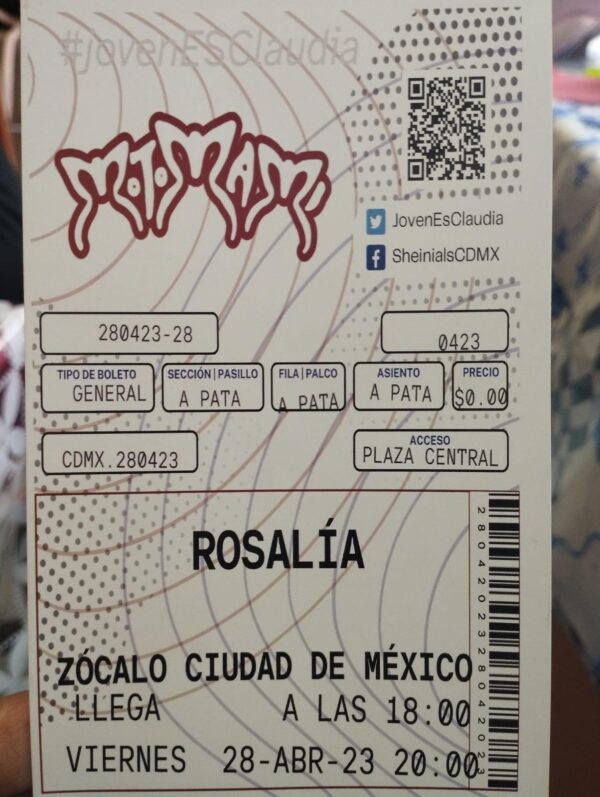 #jovenESClaudia
MOTOMAMI
JovenEsClaudia
SheinialsCDMX
280423-28
0423
TIPO DE BOLETO
GENERAL
SECCIÓN | PASILLO
A PATA
FILA | PALCO
A PATA
ASIENTO
A PATA
PRECIO
$0.00
CDMX.280423
ACCESO
PLAZA CENTRAL
ROSALÍA
ZÓCALO CIUDAD DE MÉXICO
LLEGA A LAS 18:00
VIERNES 28-ABR-23 20:00
2804202328042023